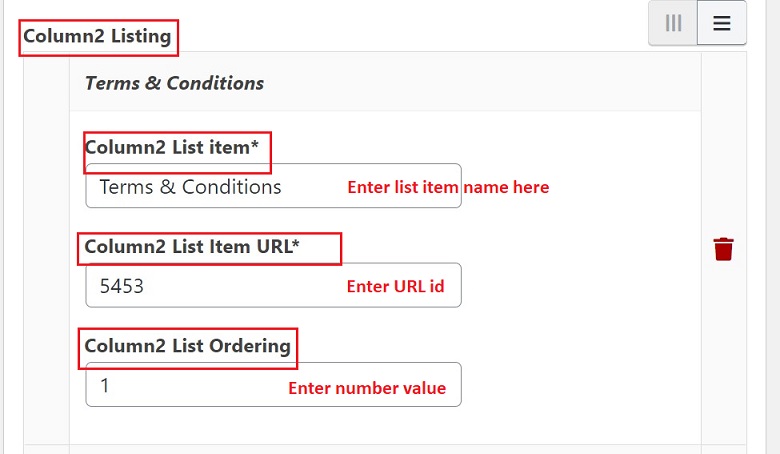 Column2 Listing
Terms & Conditions
Column2 List item*
Terms & Conditions Enter list item name here
Column2 List Item URL*
5453 Enter URL id
Column2 List Ordering
1 Enter number value